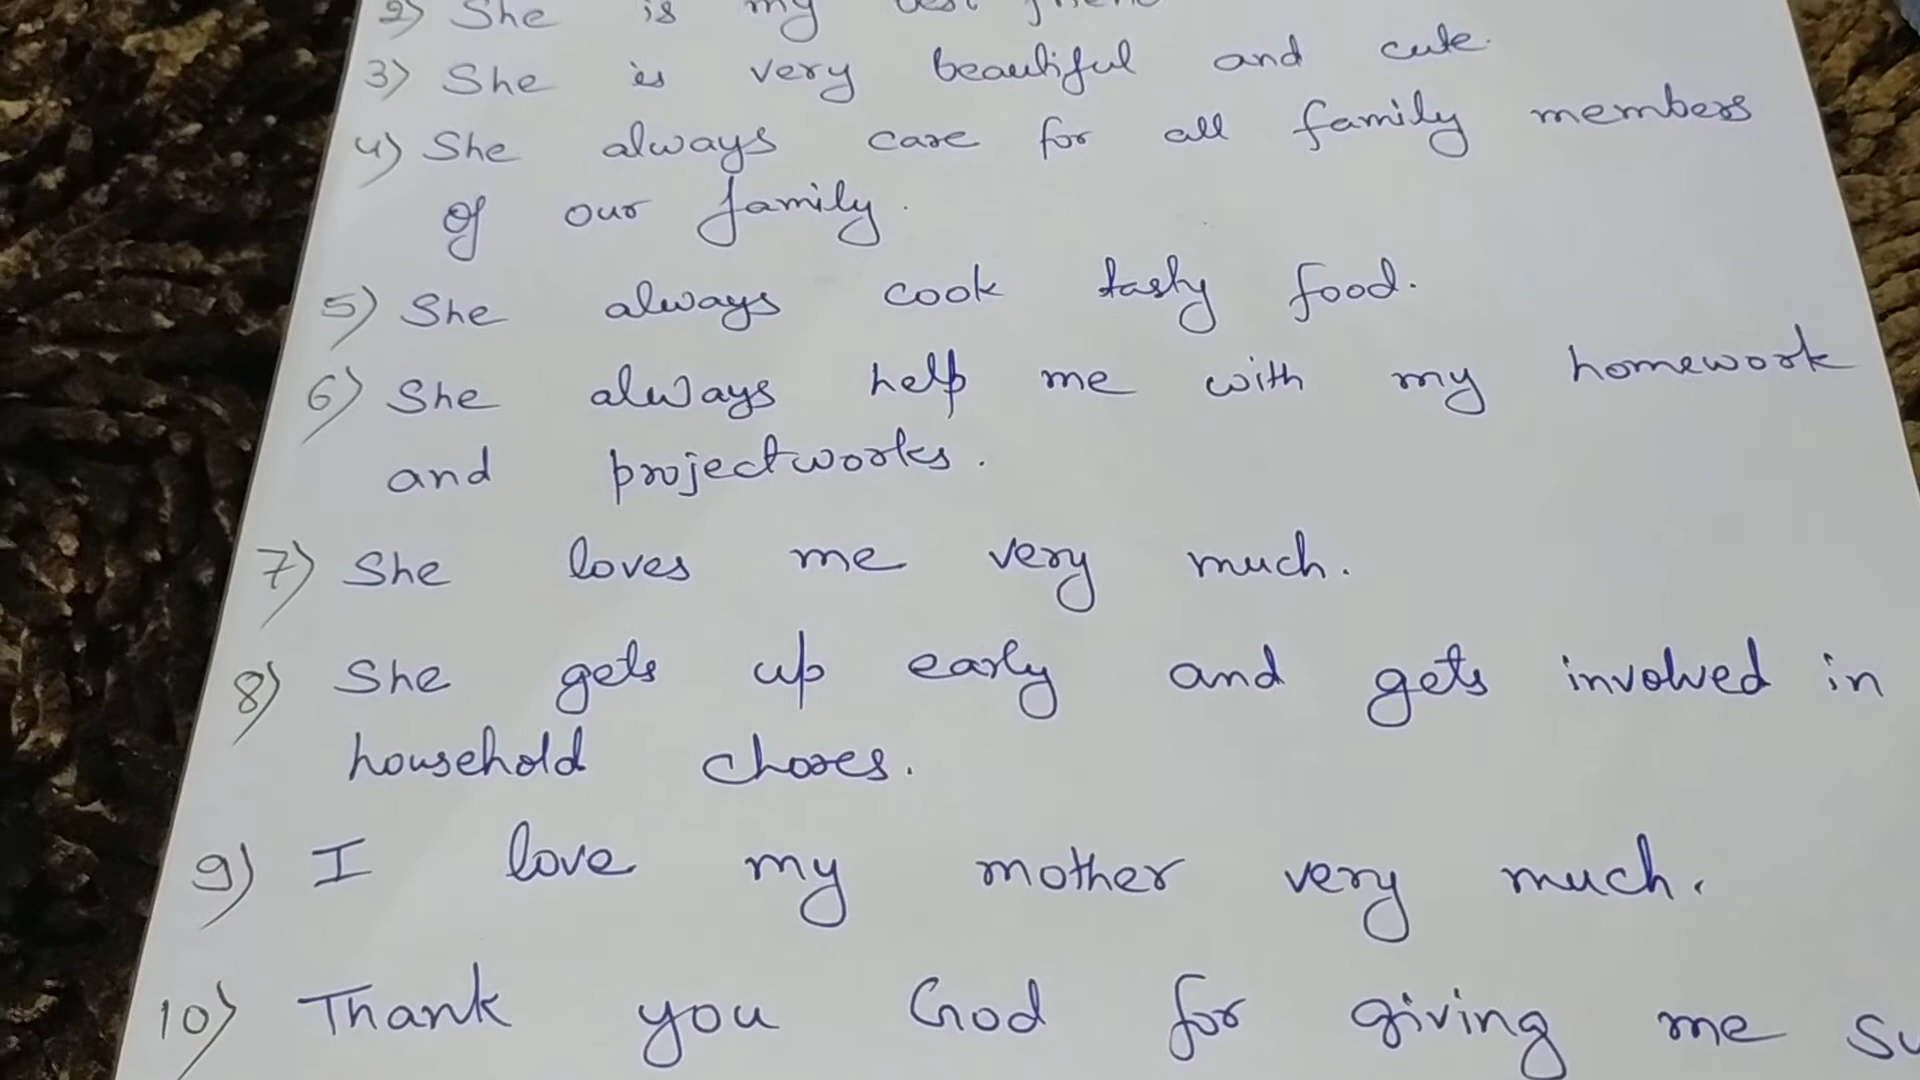 2) She is my best friend
3) She is very beautiful and cute.
4) She always care for all family members
of our family.
5) She always cook tasty food.
6) She always help me with my homework
and projectworks.
7) She loves me very much.
8) She gets up early and gets involved in
household chores.
9) I love my mother very much.
10) Thank you God for giving me